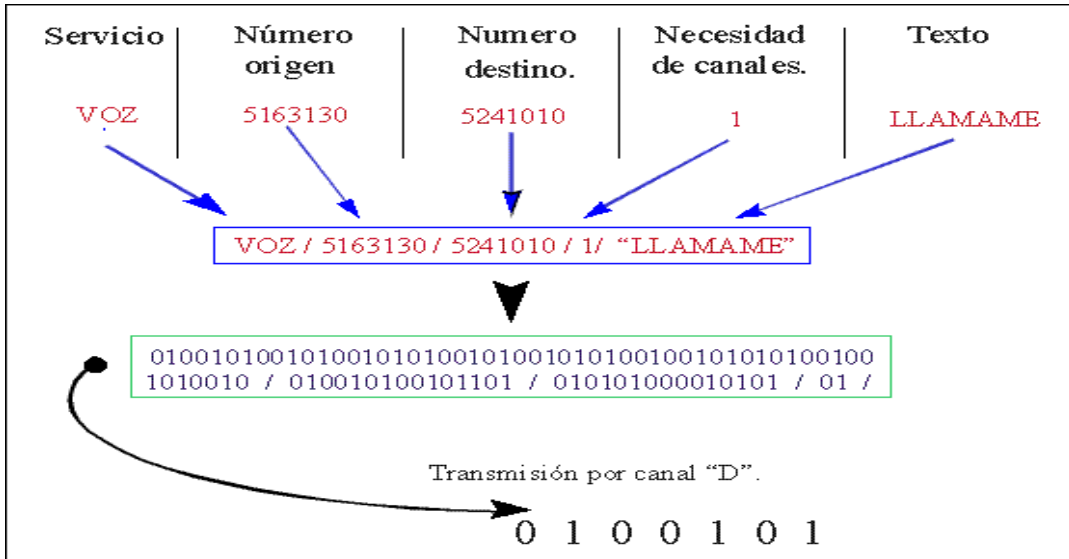 Servicio
Número origen
Numero destino.
Necesidad de canales.
Texto
VOZ
5163130
5241010
1
LLAMAME
VOZ / 5163130 / 5241010 / 1/ “LLAMAME”
010010100101001010100101001010100100101010100100
1010010 / 010010100101101 / 010101000010101 / 01 /
Transmisión por canal “D”.
0 1 0 0 1 0 1